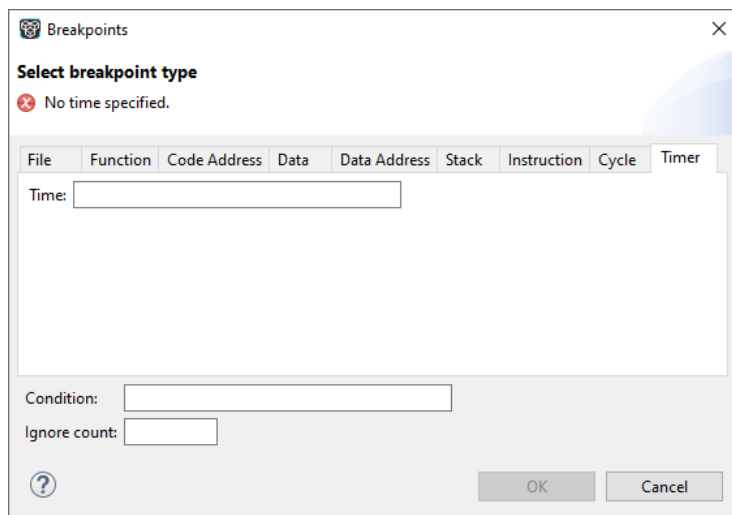 Breakpoints
Select breakpoint type
No time specified.
File Function Code Address Data Data Address Stack Instruction Cycle Timer
Time:
Condition:
Ignore count:
?
OK Cancel